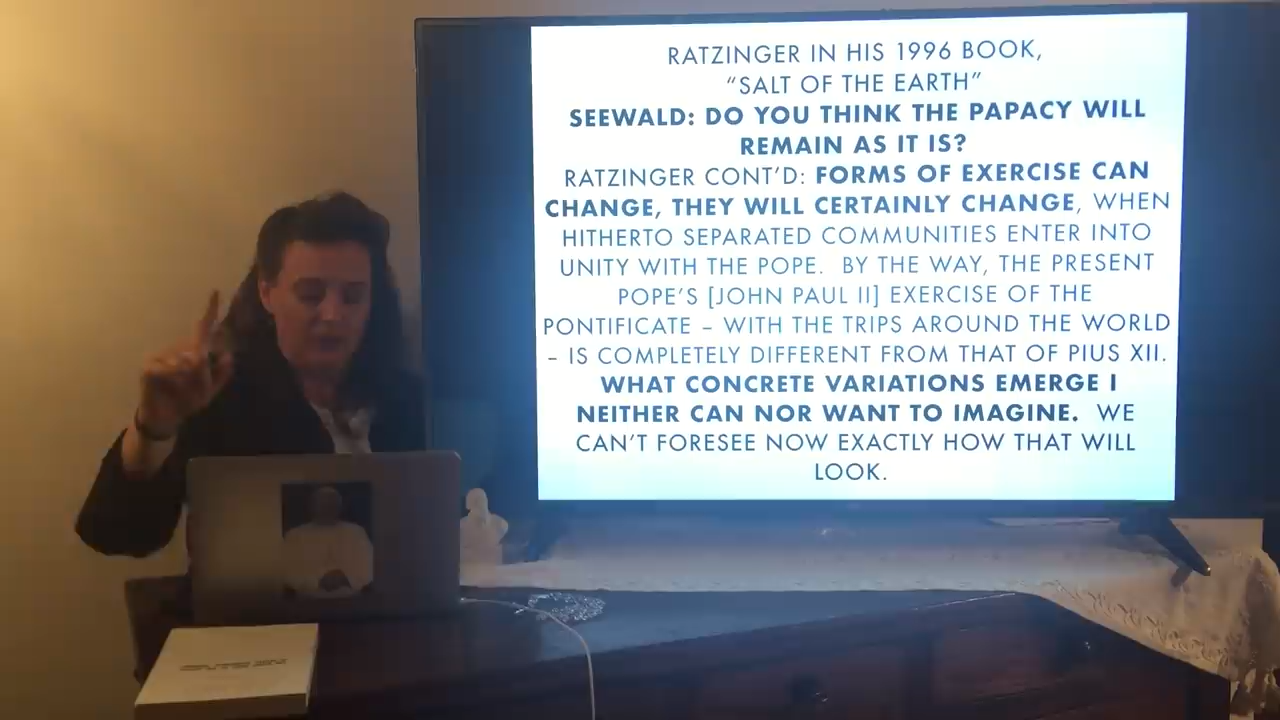 RATZINGER IN HIS 1996 BOOK,
“SALT OF THE EARTH”
SEEWALD: DO YOU THINK THE PAPACY WILL
REMAIN AS IT IS?
RATZINGER CONT’D: FORMS OF EXERCISE CAN
CHANGE, THEY WILL CERTAINLY CHANGE, WHEN
HITHERTO SEPARATED COMMUNITIES ENTER INTO
UNITY WITH THE POPE. BY THE WAY, THE PRESENT
POPE’S [JOHN PAUL II] EXERCISE OF THE
PONTIFICATE – WITH THE TRIPS AROUND THE WORLD
– IS COMPLETELY DIFFERENT FROM THAT OF PIUS XII.
WHAT CONCRETE VARIATIONS EMERGE I
NEITHER CAN NOR WANT TO IMAGINE. WE
CAN’T FORESEE NOW EXACTLY HOW THAT WILL
LOOK.